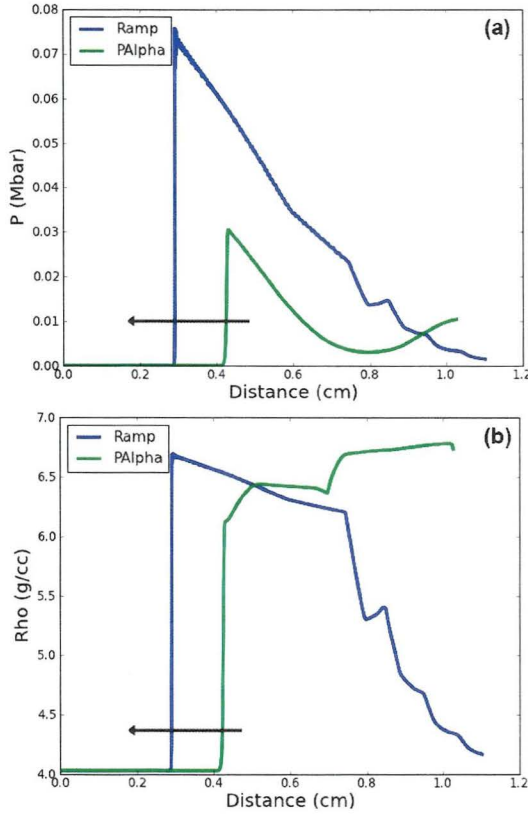 0.08
(a)
Ramp
PAlpha
0.07
0.06
0.05
P (Mbar)
0.04
0.03
0.02
0.01
0.00
0.0 0.2 0.4 0.6 0.8 1.0 1.2
Distance (cm)
7.0
(b)
Ramp
PAlpha
6.5
6.0
Rho (g/cc)
5.5
5.0
4.5
4.0
0.0 0.2 0.4 0.6 0.8 1.0 1.2
Distance (cm)